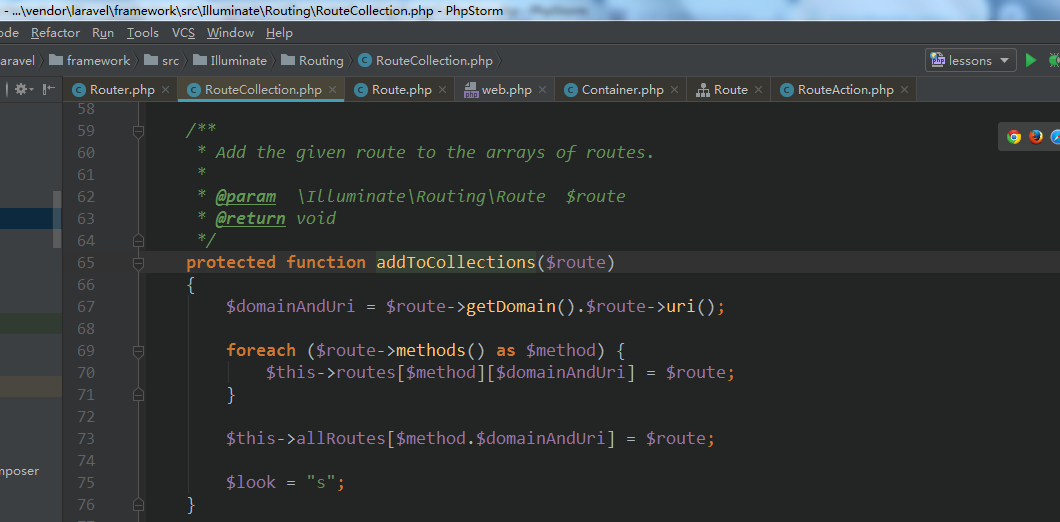 - ...\vendor\laravel\framework\src\Illuminate\Routing\RouteCollection.php - PhpStorm
ode Refactor Run Tools VCS Window Help
aravel framework src Illuminate Routing RouteCollection.php lessons
Router.php RouteCollection.php Route.php web.php Container.php Route RouteAction.php
58
59 /**
60 * Add the given route to the arrays of routes.
61 *
62 * @param \Illuminate\Routing\Route $route
63 * @return void
64 */
65 protected function addToCollections($route)
66 {
67 $domainAndUri = $route->getDomain().$route->uri();
68
69 foreach ($route->methods() as $method) {
70 $this->routes[$method][$domainAndUri] = $route;
71 }
72
73 $this->allRoutes[$method.$domainAndUri] = $route;
74
mposer
75 $look = "s";
76 }